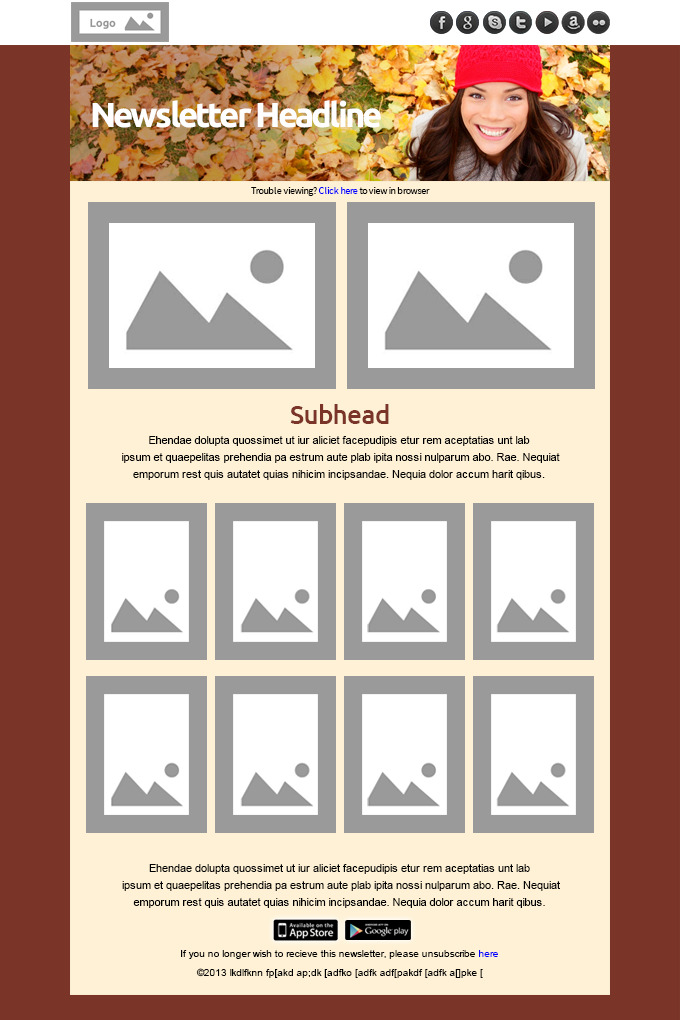 Logo
Newsletter Headline
Trouble viewing? Click here to view in browser
Subhead
Ehendae dolupta quossimet ut iur aliciet facepudipis etur rem aceptatias unt lab
ipsum et quaepelitas prehendia pa estrum aute plab ipita nossi nulparum abo. Rae. Nequiat
emporum rest quis autatet quias nihicim incipsandae. Nequia dolor accum harit qibus.
Ehendae dolupta quossimet ut iur aliciet facepudipis etur rem aceptatias unt lab
ipsum et quaepelitas prehendia pa estrum aute plab ipita nossi nulparum abo. Rae. Nequiat
emporum rest quis autatet quias nihicim incipsandae. Nequia dolor accum harit qibus.
Available on the
App Store
Google play
If you no longer wish to recieve this newsletter, please unsubscribe here
©2013 lkdlfknn fp[akd ap;dk [adfko [adfk adf[pakdf [adfk a[]pke [